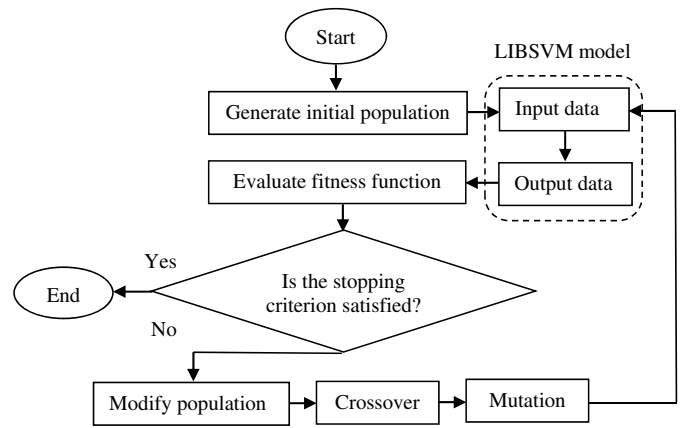 Start
LIBSVM model
Generate initial population
Input data
Evaluate fitness function
Output data
Yes
End
Is the stopping
criterion satisfied?
No
Modify population
Crossover
Mutation